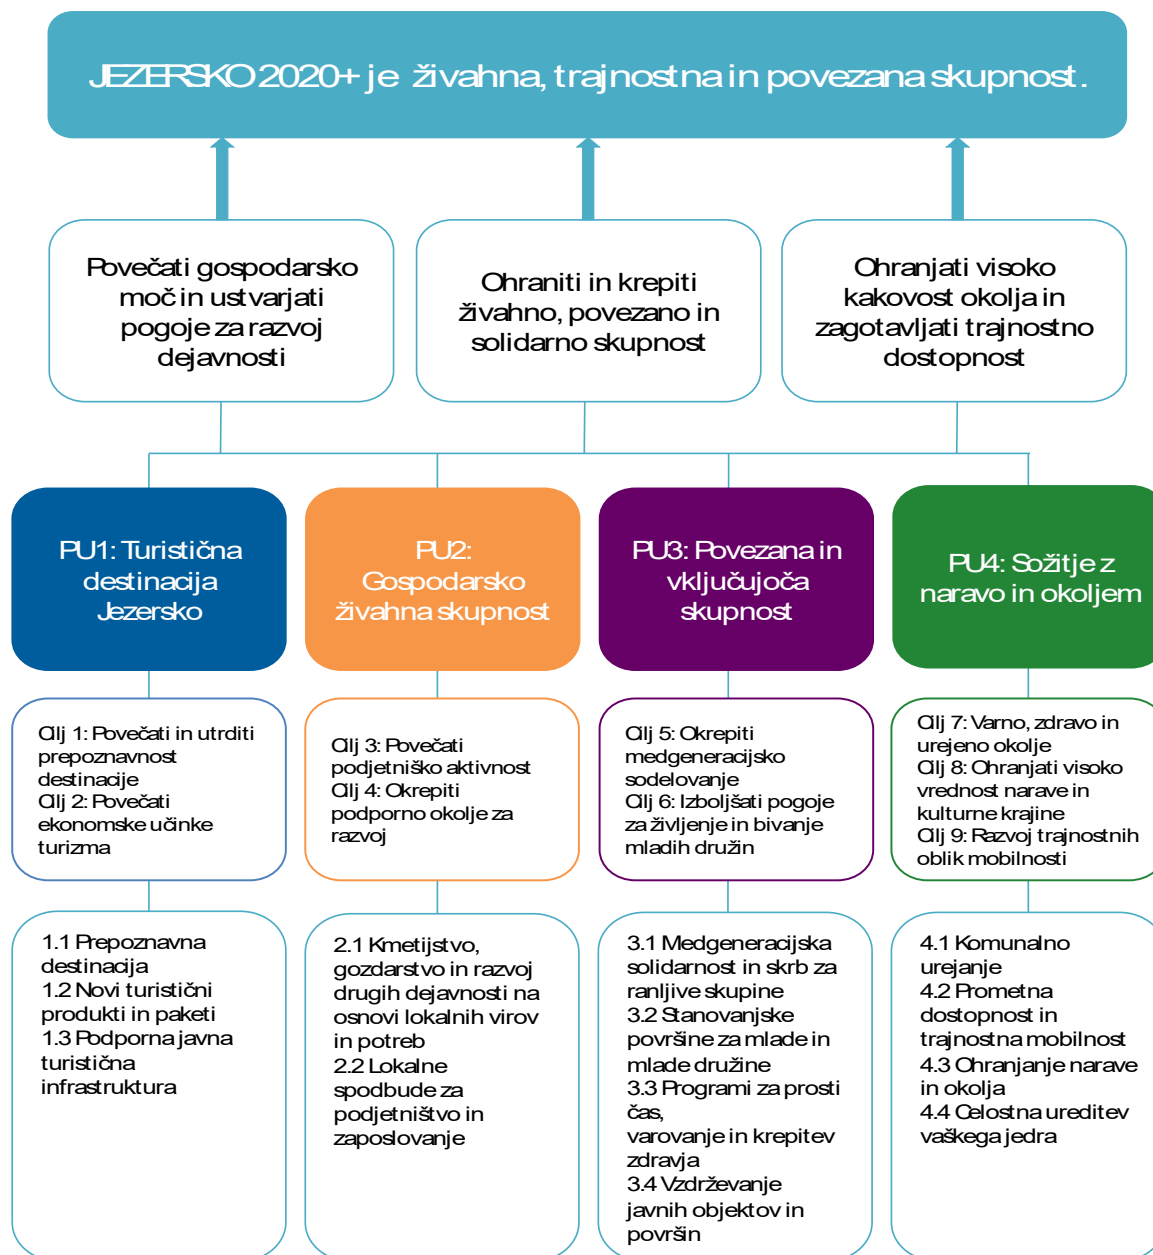 JEZERSKO 2020+ je živahna, trajnostna in povezana skupnost.
Povečati gospodarsko
moč in ustvarjati
pogoje za razvoj
dejavnosti
Ohraniti in krepiti
živahno, povezano in
solidarno skupnost
Ohranjati visoko
kakovost okolja in
zagotavljati trajnostno
dostopnost
PU1: Turistična
destinacija
Jezersko
PU2:
Gospodarsko
živahna skupnost
PU3: Povezana in
vključujoča
skupnost
PU4: Sožitje z
naravo in okoljem
Cilj 1: Povečati in utrditi
prepoznavnost
destinacije
Cilj 2: Povečati
ekonomske učinke
turizma
Cilj 3: Povečati
podjetniško aktivnost
Cilj 4: Okrepiti
podporno okolje za
razvoj
Cilj 5: Okrepiti
medgeneracijsko
sodelovanje
Cilj 6: Izboljšati pogoje
za življenje in bivanje
mladih družin
Cilj 7: Varno, zdravo in
urejeno okolje
Cilj 8: Ohranjati visoko
vrednost narave in
kulturne krajine
Cilj 9: Razvoj trajnostnih
oblik mobilnosti
1.1 Prepoznavna
destinacija
1.2 Novi turistični
produkti in paketi
1.3 Podporna javna
turistična
infrastruktura
2.1 Kmetijstvo,
gozdarstvo in razvoj
drugih dejavnosti na
osnovi lokalnih virov
in potreb
2.2 Lokalne
spodbude za
podjetništvo in
zaposlovanje
3.1 Medgeneracijska
solidarnost in skrb za
ranljive skupine
3.2 Stanovanjske
površine za mlade in
mlade družine
3.3 Programi za prosti
čas,
varovanje in krepitev
zdravja
3.4 Vzdrževanje
javnih objektov in
površin
4.1 Komunalno
urejanje
4.2 Prometna
dostopnost in
trajnostna mobilnost
4.3 Ohranjanje narave
in okolja
4.4 Celostna ureditev
vaškega jedra